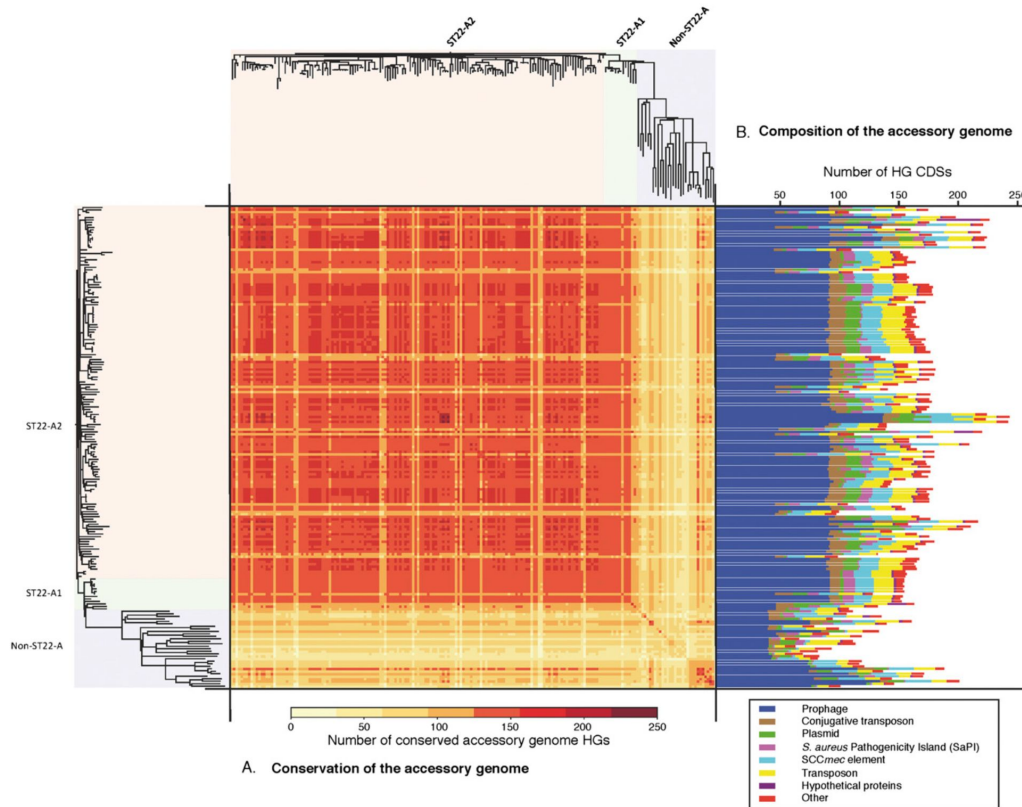 ST22-A2
ST22-A1
Non-ST22-A
B. Composition of the accessory genome
Number of HG CDSs
50 100 150 200 250
ST22-A2
ST22-A1
Non-ST22-A
0 50 100 150 200 250
Number of conserved accessory genome HGs
A. Conservation of the accessory genome
Prophage
Conjugative transposon
Plasmid
S. aureus Pathogenicity Island (SaPI)
SCCmec element
Transposon
Hypothetical proteins
Other